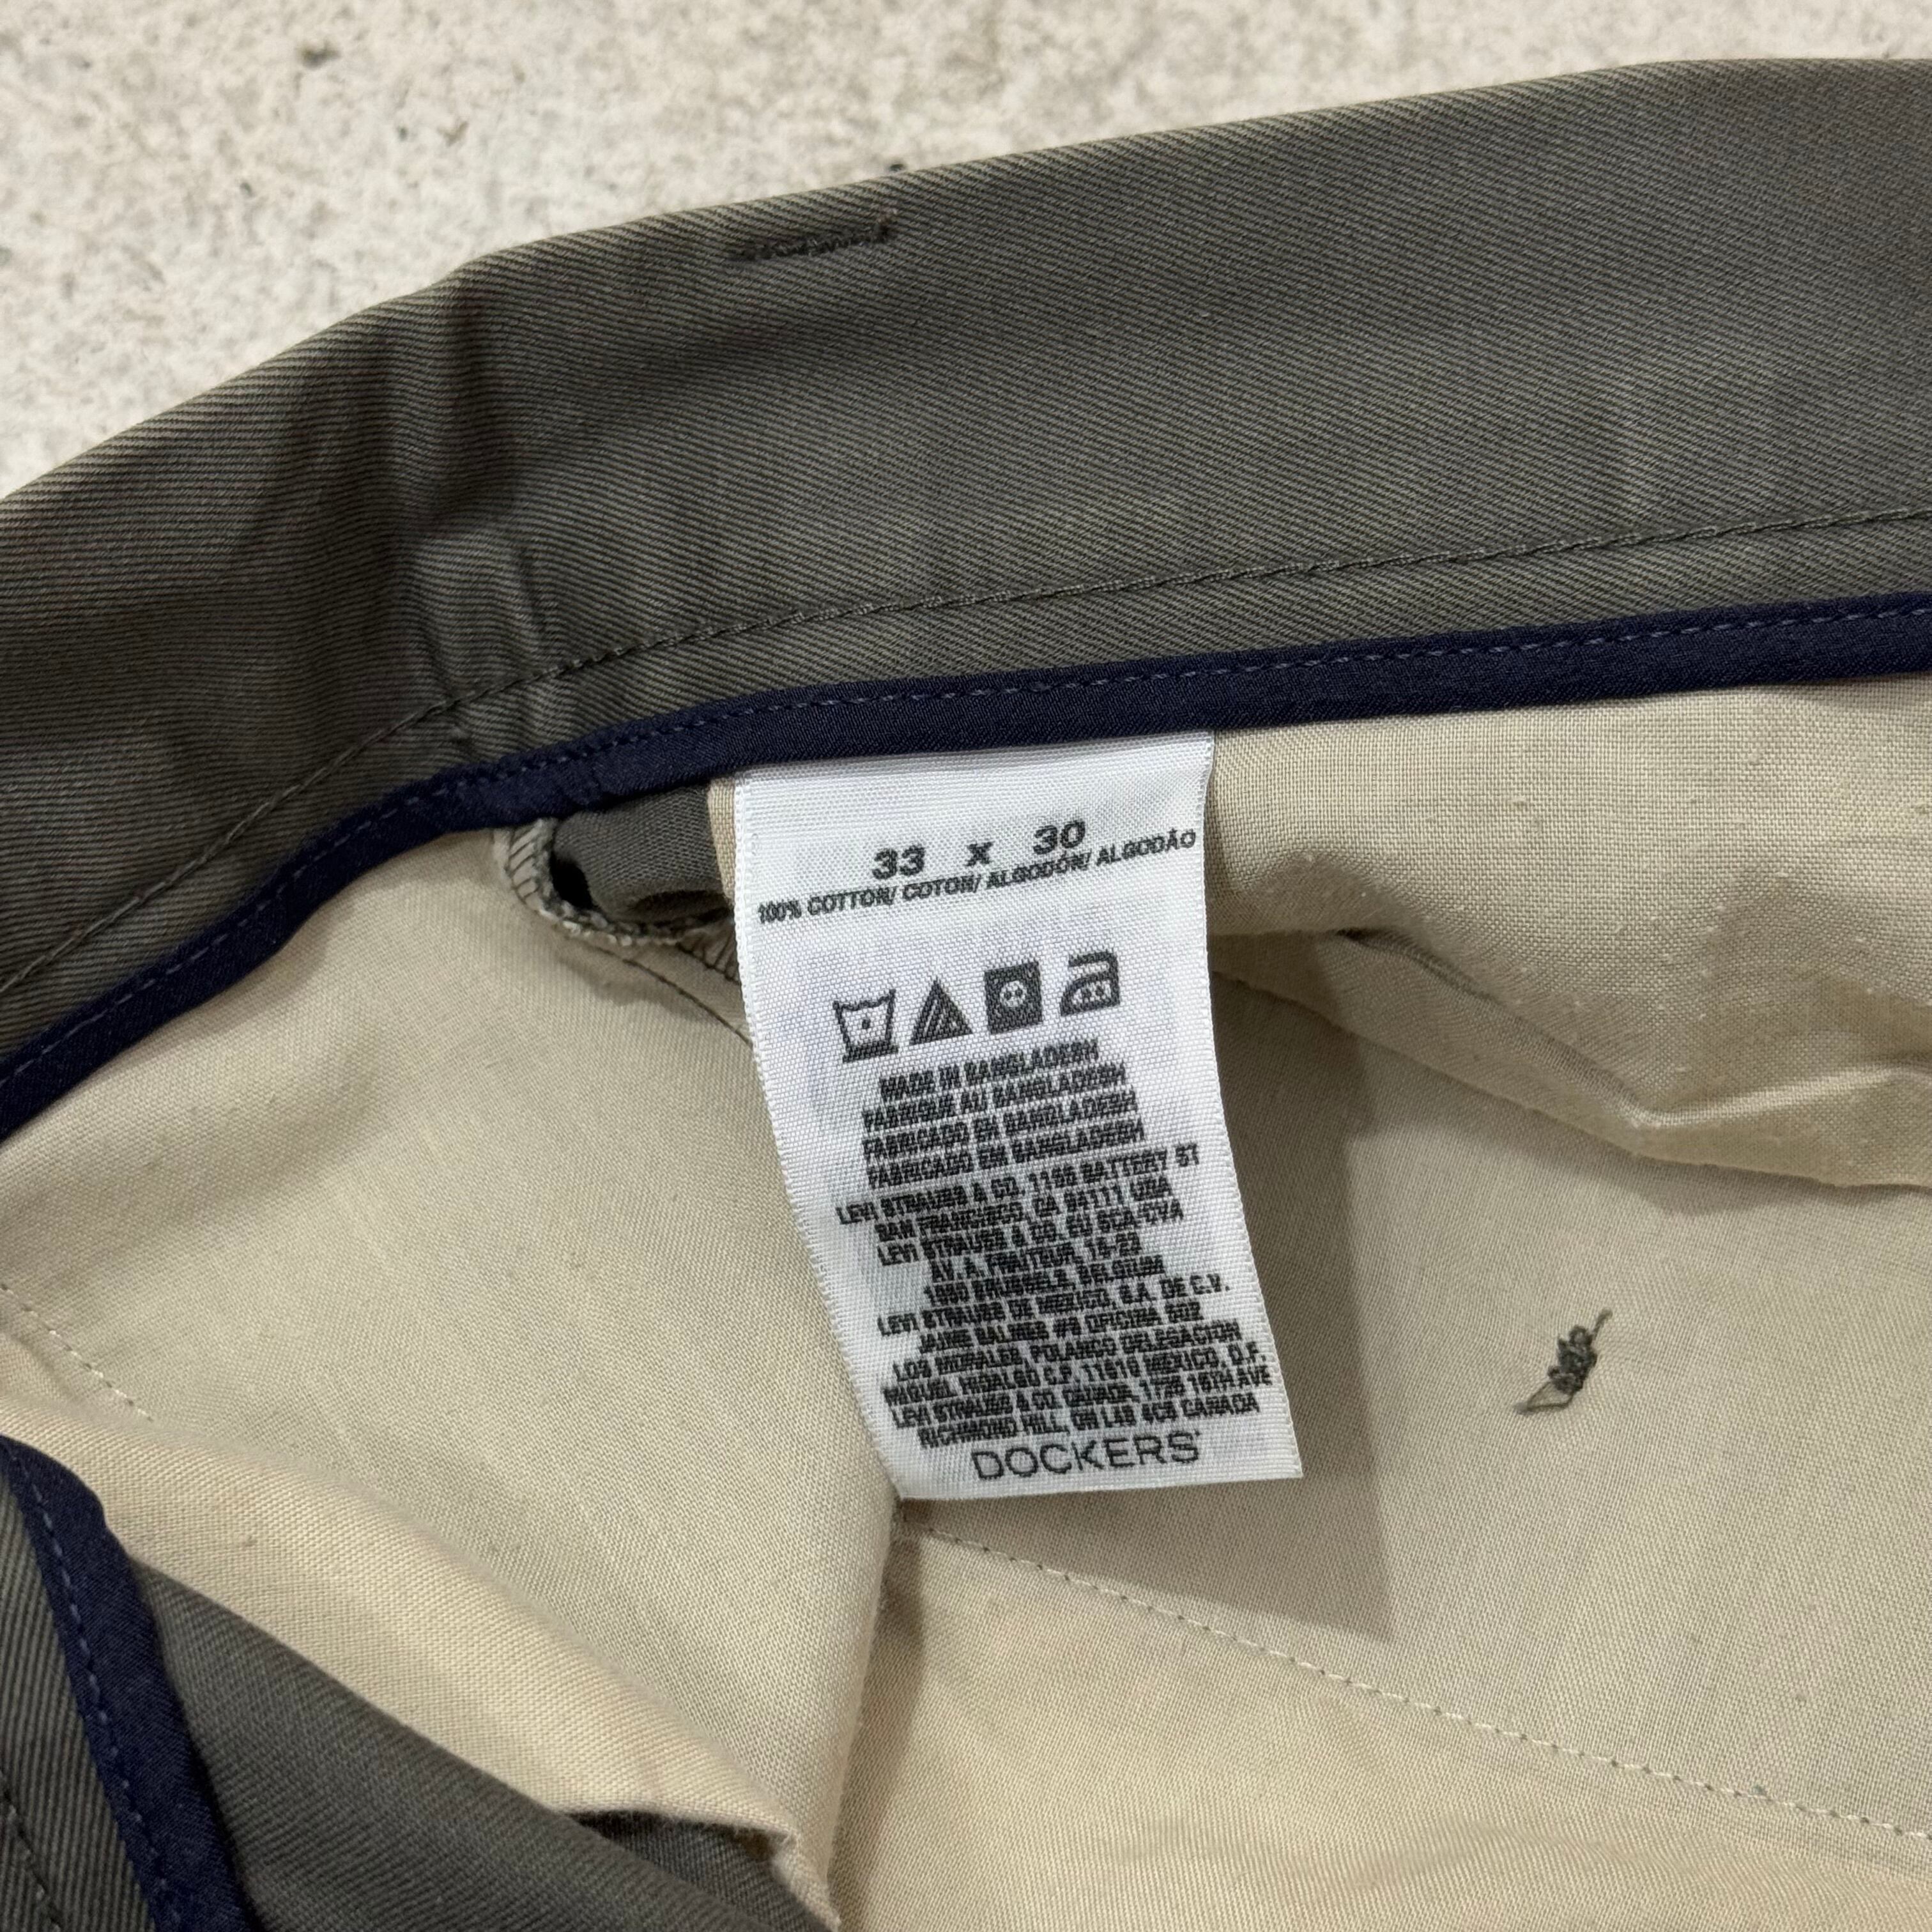 33 x 30
100% COTTON/ COTON/ ALGODÓN/ ALGODÃO
MADE IN BANGLADESH
FABRIQUE AU BANGLADESH
FABRICADO EN BANGLADESH
FABRICADO EM BANGLADESH
LEVI STRAUSS & CO. 1155 BATTERY ST
SAN FRANCISCO, CA 94111 USA
LEVI STRAUSS & CO. EU SCA/CVA
AV. A. FRAITEUR, 15-23
1050 BRUSSELS, BELGIUM
LEVI STRAUSS DE MEXICO, S.A. DE C.V.
JAIME BALMES #8 OFICINA 602
LOS MORALES, POLANCO DELEGACION
MIGUEL HIDALGO C.P. 11510 MEXICO, D.F.
LEVI STRAUSS & CO. CANADA, 1725 16TH AVE
RICHMOND HILL, ON L4B 4C6 CANADA
DOCKERS®